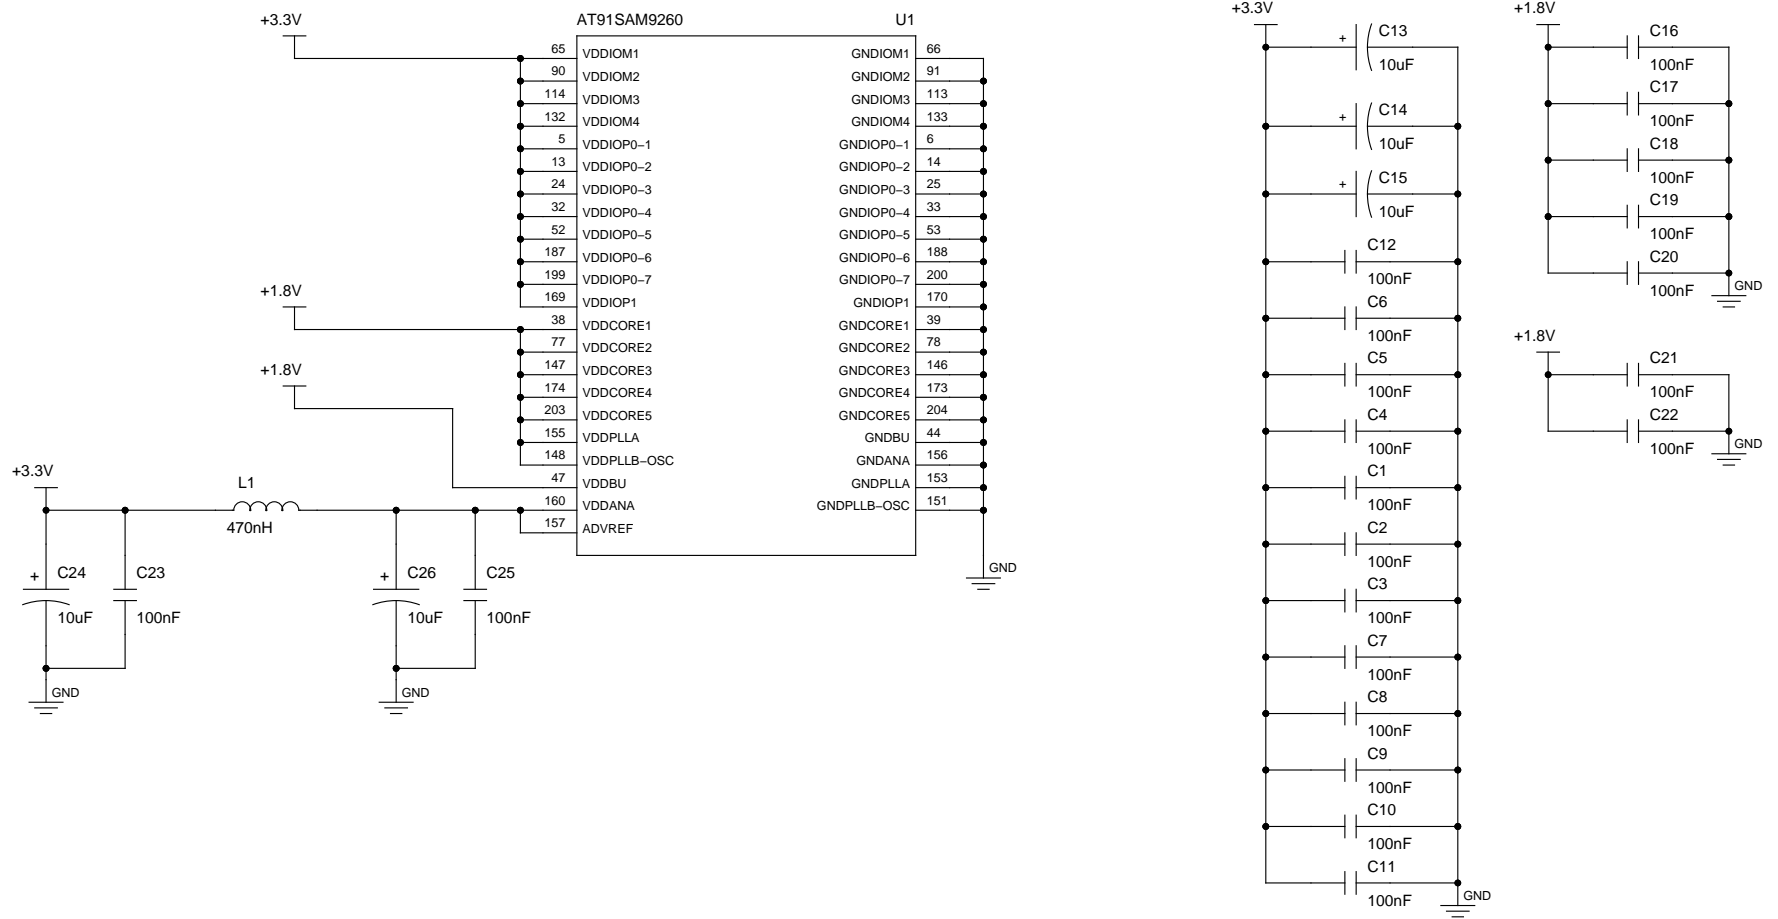 +3.3V
AT91SAM9260 U1
65 VDDIOM1 GNDIOM1 66
90 VDDIOM2 GNDIOM2 91
114 VDDIOM3 GNDIOM3 113
132 VDDIOM4 GNDIOM4 133
5 VDDIOP0-1 GNDIOP0-1 6
13 VDDIOP0-2 GNDIOP0-2 14
24 VDDIOP0-3 GNDIOP0-3 25
32 VDDIOP0-4 GNDIOP0-4 33
52 VDDIOP0-5 GNDIOP0-5 53
187 VDDIOP0-6 GNDIOP0-6 188
199 VDDIOP0-7 GNDIOP0-7 200
169 VDDIOP1 GNDIOP1 170
+1.8V
38 VDDCORE1 GNDCORE1 39
77 VDDCORE2 GNDCORE2 78
147 VDDCORE3 GNDCORE3 146
+1.8V
174 VDDCORE4 GNDCORE4 173
203 VDDCORE5 GNDCORE5 204
155 VDDPLLA GNDBU 44
148 VDDPLLB-OSC GNDANA 156
47 VDDBU GNDPLLA 153
160 VDDANA GNDPLLB-OSC 151
157 ADVREF
GND
+3.3V
L1
470nH
+ C24
10uF
C23
100nF
GND
+ C26
10uF
C25
100nF
GND
+3.3V
+ C13
10uF
+ C14
10uF
+ C15
10uF
C12
100nF
C6
100nF
C5
100nF
C4
100nF
C1
100nF
C2
100nF
C3
100nF
C7
100nF
C8
100nF
C9
100nF
C10
100nF
C11
100nF
GND
+1.8V
C16
100nF
C17
100nF
C18
100nF
C19
100nF
C20
100nF
GND
+1.8V
C21
100nF
C22
100nF
GND